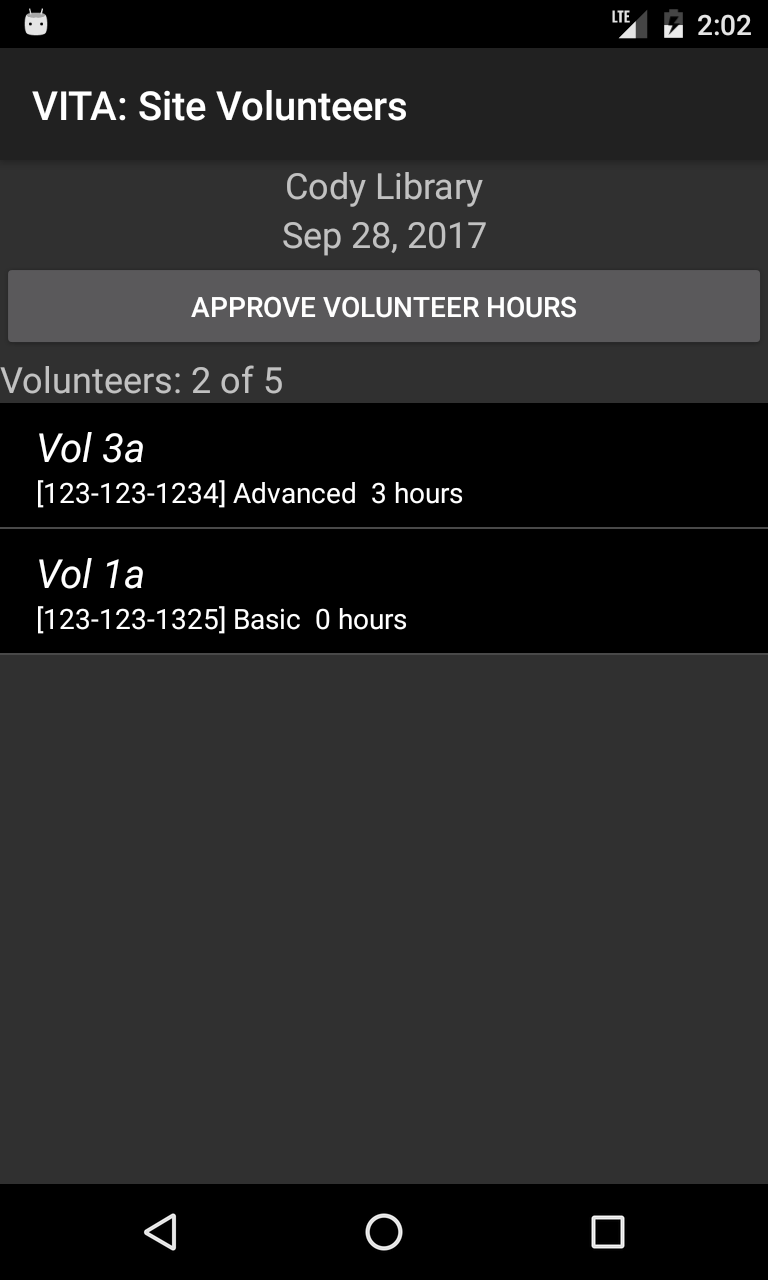 LTE 2:02
VITA: Site Volunteers
Cody Library
Sep 28, 2017
APPROVE VOLUNTEER HOURS
Volunteers: 2 of 5
Vol 3a
[123-123-1234] Advanced  3 hours
Vol 1a
[123-123-1325] Basic  0 hours